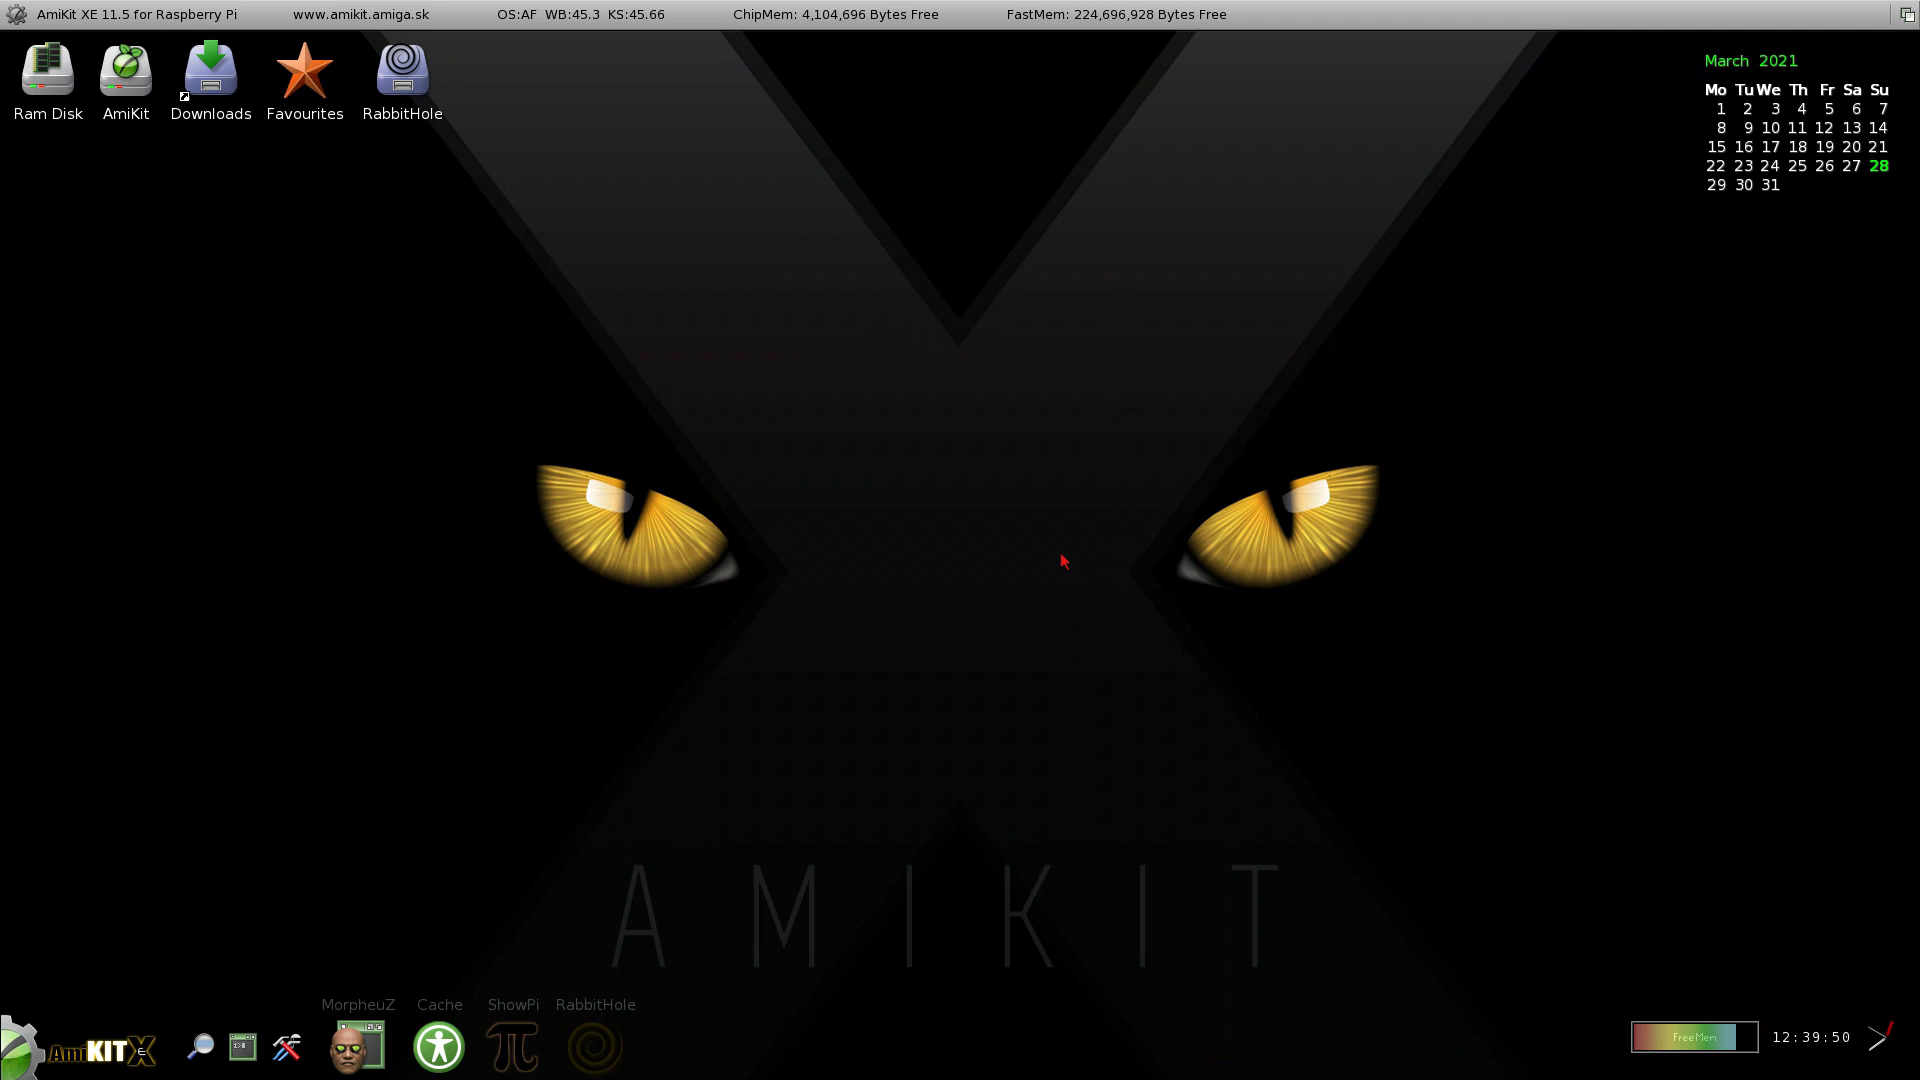 AmiKit XE 11.5 for Raspberry Pi www.amikit.amiga.sk OS:AF WB:45.3 KS:45.66 ChipMem: 4,104,696 Bytes Free FastMem: 224,696,928 Bytes Free
Ram Disk AmiKit Downloads Favourites RabbitHole
March 2021
Mo Tu We Th Fr Sa Su
1 2 3 4 5 6 7
8 9 10 11 12 13 14
15 16 17 18 19 20 21
22 23 24 25 26 27 28
29 30 31
A M I K I T
MorpheuZ Cache ShowPi RabbitHole
AmiKIT X
FreeMem 12:39:50